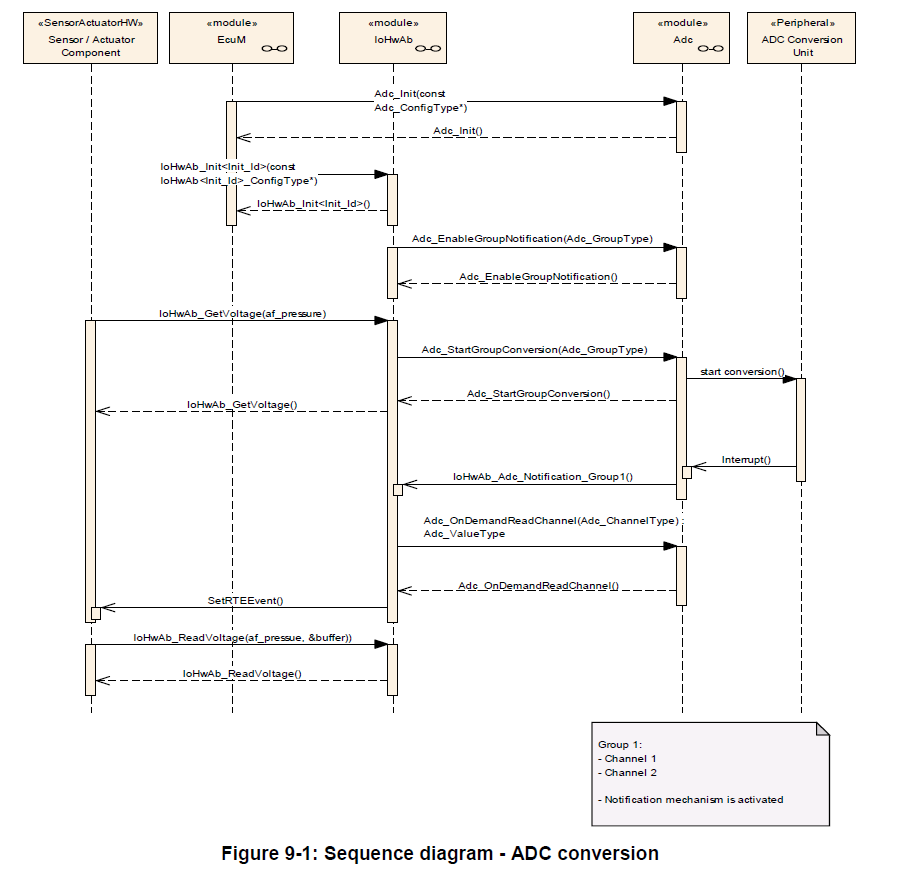 «SensorActuatorHW»
Sensor / Actuator
Component
«module»
EcuM
«module»
IoHwAb
«module»
Adc
«Peripheral»
ADC Conversion
Unit
Adc_Init(const
Adc_ConfigType*)
Adc_Init()
IoHwAb_Init<Init_Id>(const
IoHwAb<Init_Id>_ConfigType*)
IoHwAb_Init<Init_Id>()
Adc_EnableGroupNotification(Adc_GroupType)
Adc_EnableGroupNotification()
IoHwAb_GetVoltage(af_pressure)
Adc_StartGroupConversion(Adc_GroupType)
start conversion()
Adc_StartGroupConversion()
IoHwAb_GetVoltage()
Interrupt()
IoHwAb_Adc_Notification_Group1()
Adc_OnDemandReadChannel(Adc_ChannelType) :
Adc_ValueType
Adc_OnDemandReadChannel()
SetRTEEvent()
IoHwAb_ReadVoltage(af_pressue, &buffer))
IoHwAb_ReadVoltage()
Group 1:
- Channel 1
- Channel 2
- Notification mechanism is activated
Figure 9-1: Sequence diagram - ADC conversion